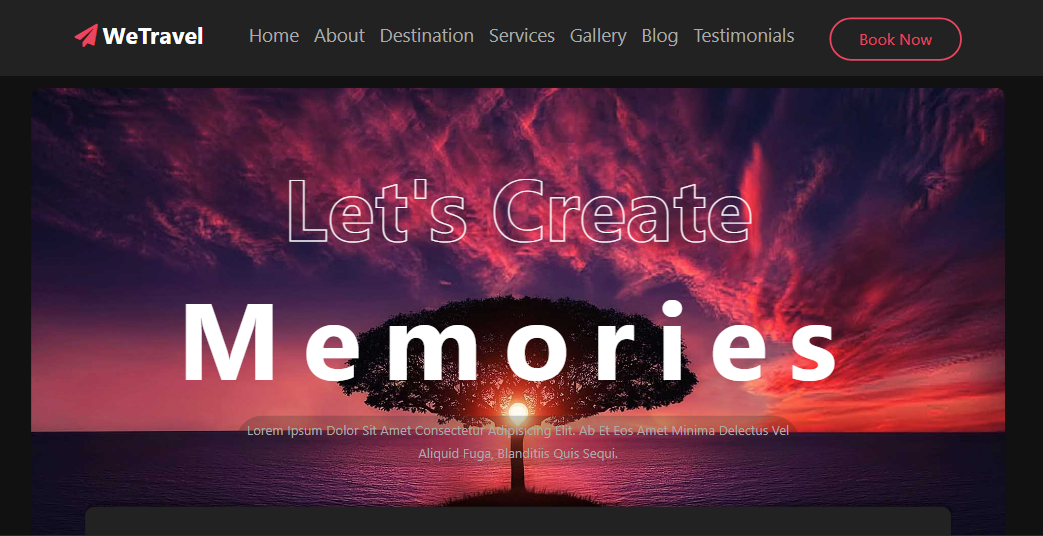 WeTravel Home About Destination Services Gallery Blog Testimonials Book Now
Let's Create
Memories
Lorem Ipsum Dolor Sit Amet Consectetur Adipisicing Elit. Ab Et Eos Amet Minima Delectus Vel
Aliquid Fuga, Blanditiis Quis Sequi.